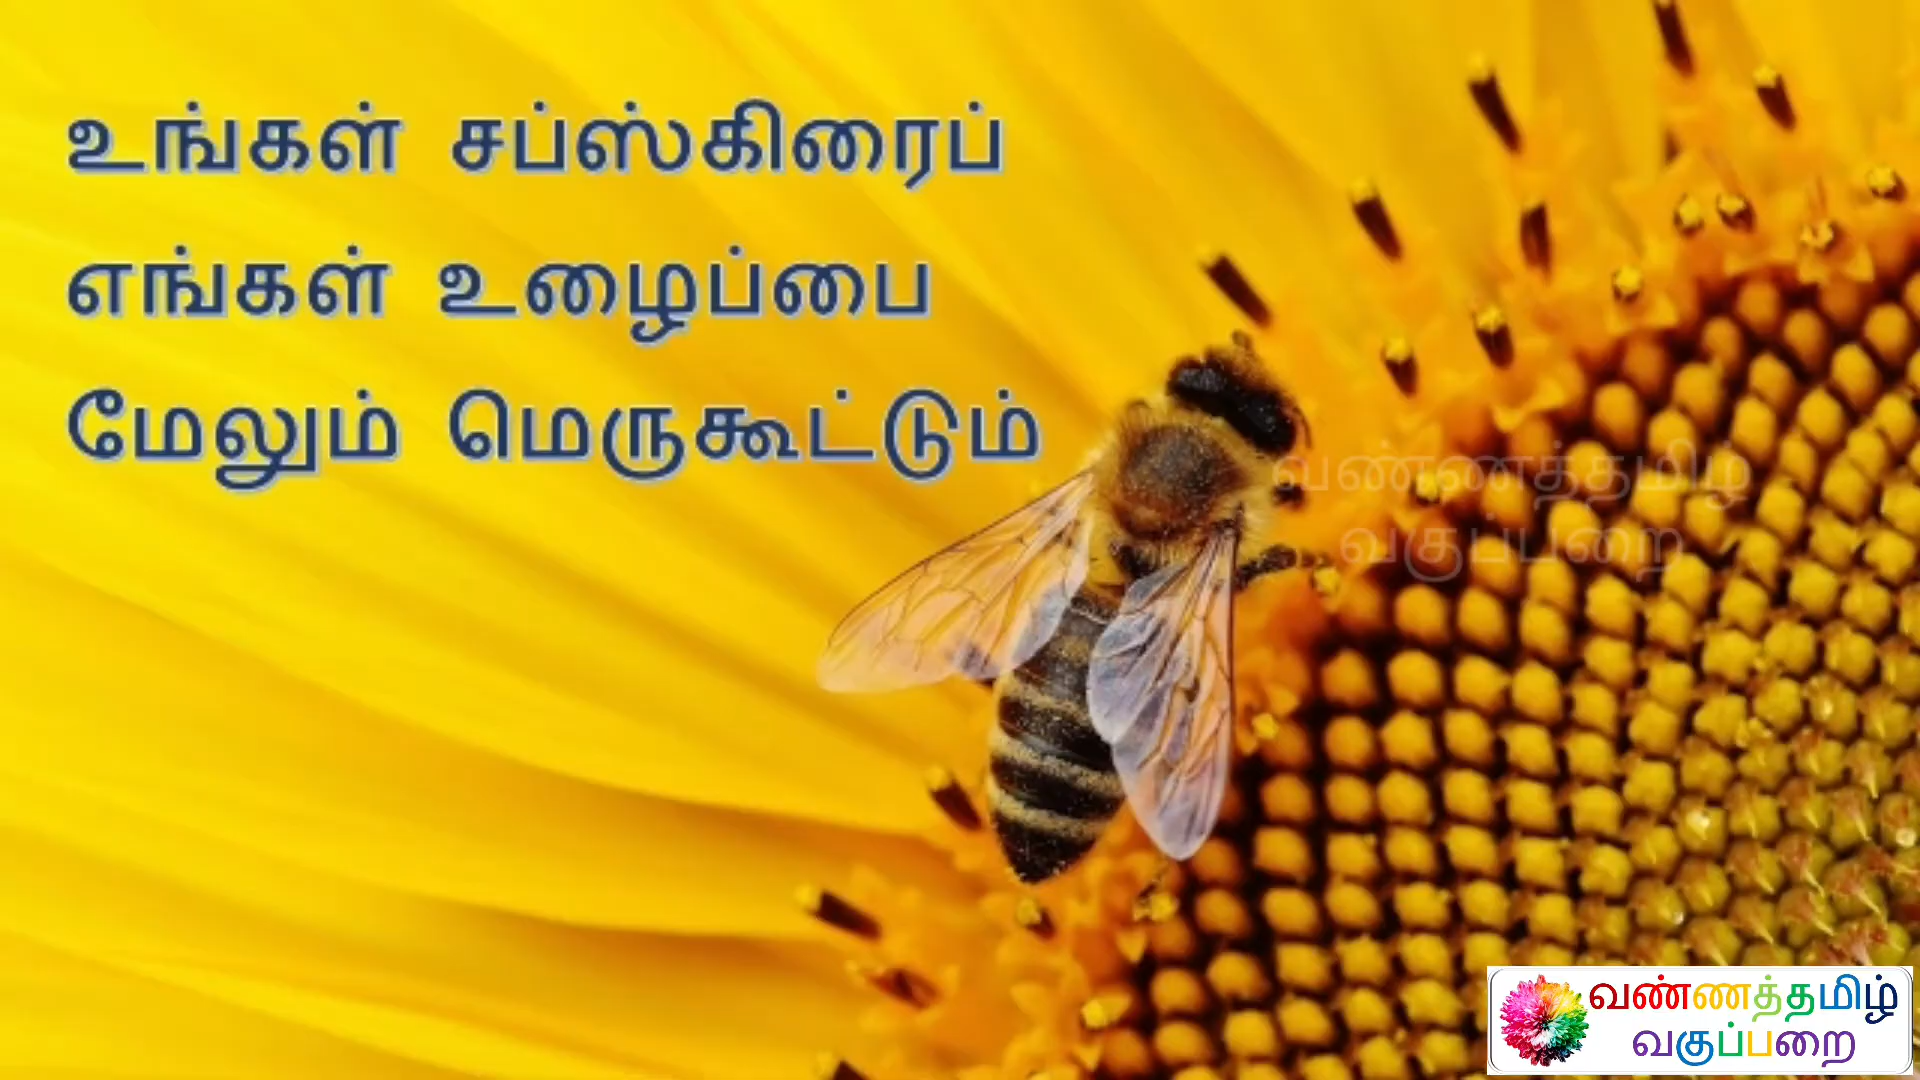 உங்கள் சப்ஸ்கிரைப்
எங்கள் உழைப்பை
மேலும் மெருகூட்டும்
வண்ணத்தமிழ்
வகுப்பறை
வண்ணத்தமிழ்
வகுப்பறை